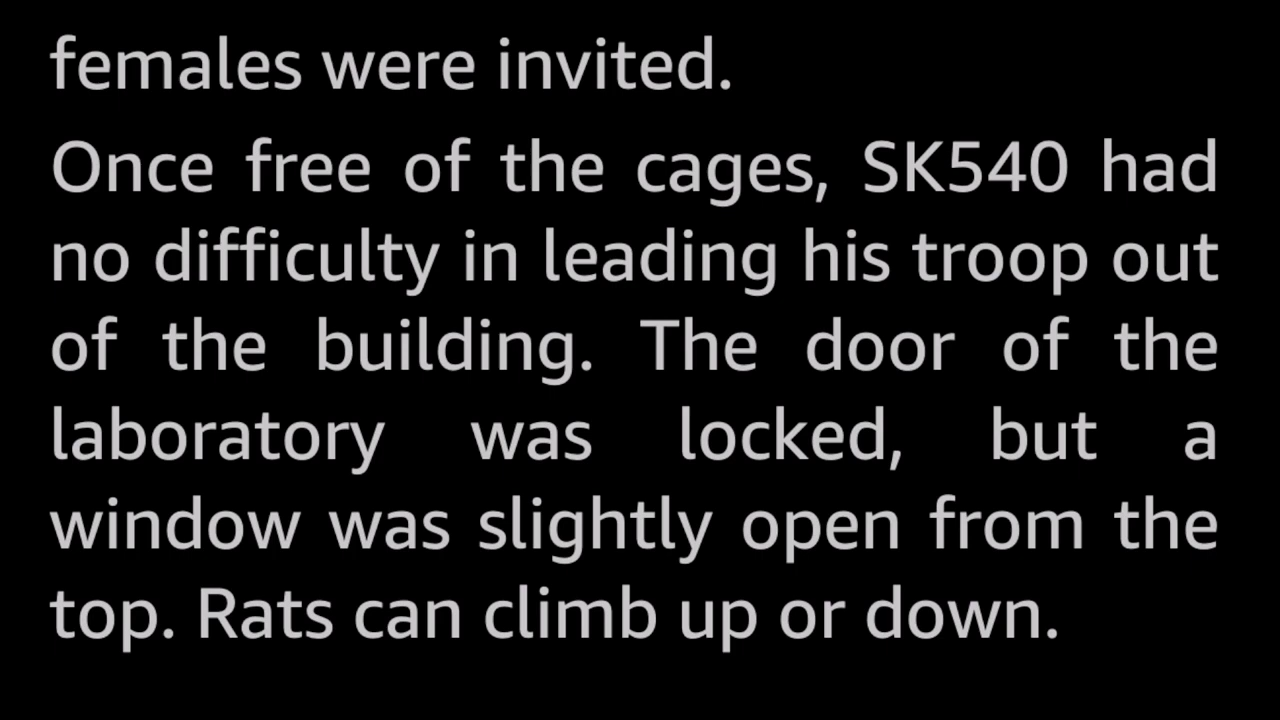 females were invited.
Once free of the cages, SK540 had
no difficulty in leading his troop out
of the building. The door of the
laboratory was locked, but a
window was slightly open from the
top. Rats can climb up or down.